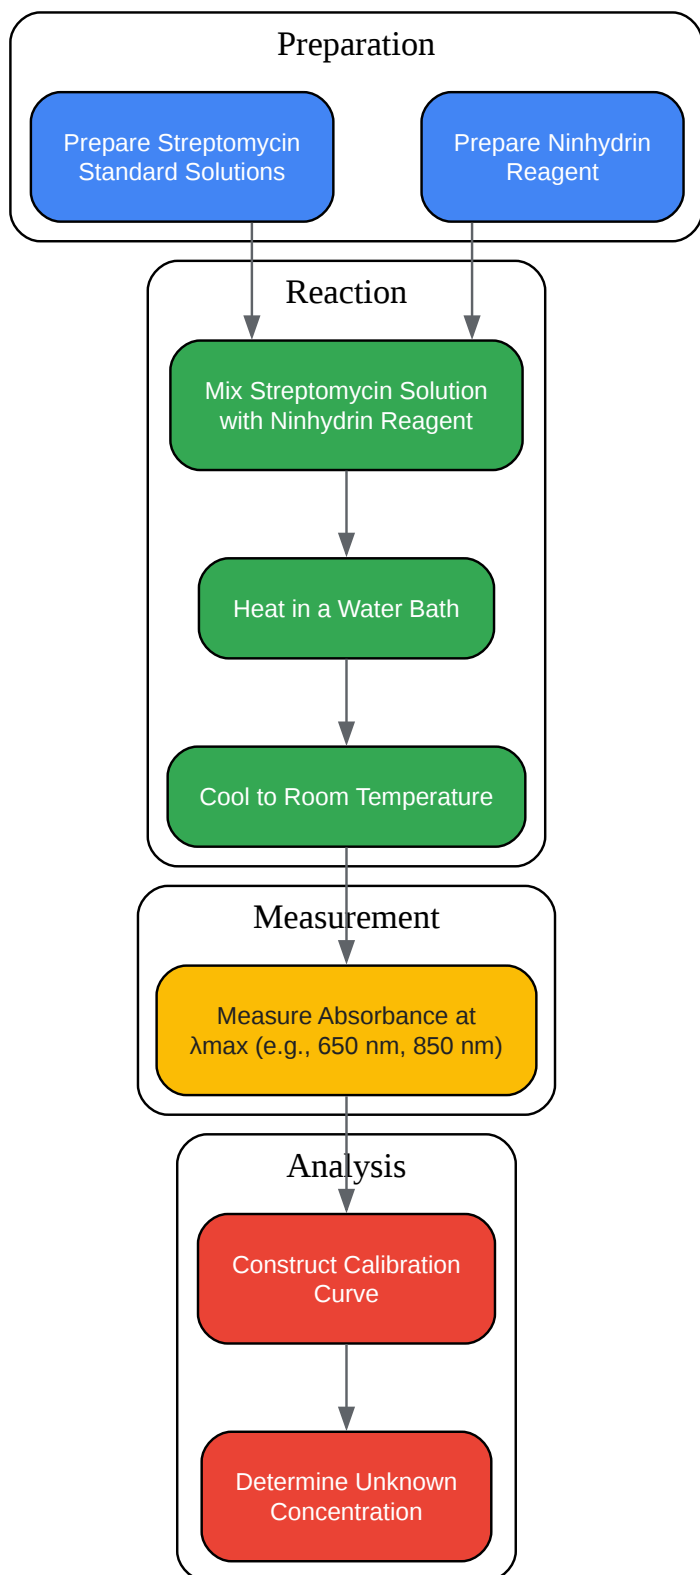 Preparation
Prepare Streptomycin
Standard Solutions
Prepare Ninhydrin
Reagent
Reaction
Mix Streptomycin Solution
with Ninhydrin Reagent
Heat in a Water Bath
Cool to Room Temperature
Measurement
Measure Absorbance at
λmax (e.g., 650 nm, 850 nm)
Analysis
Construct Calibration
Curve
Determine Unknown
Concentration